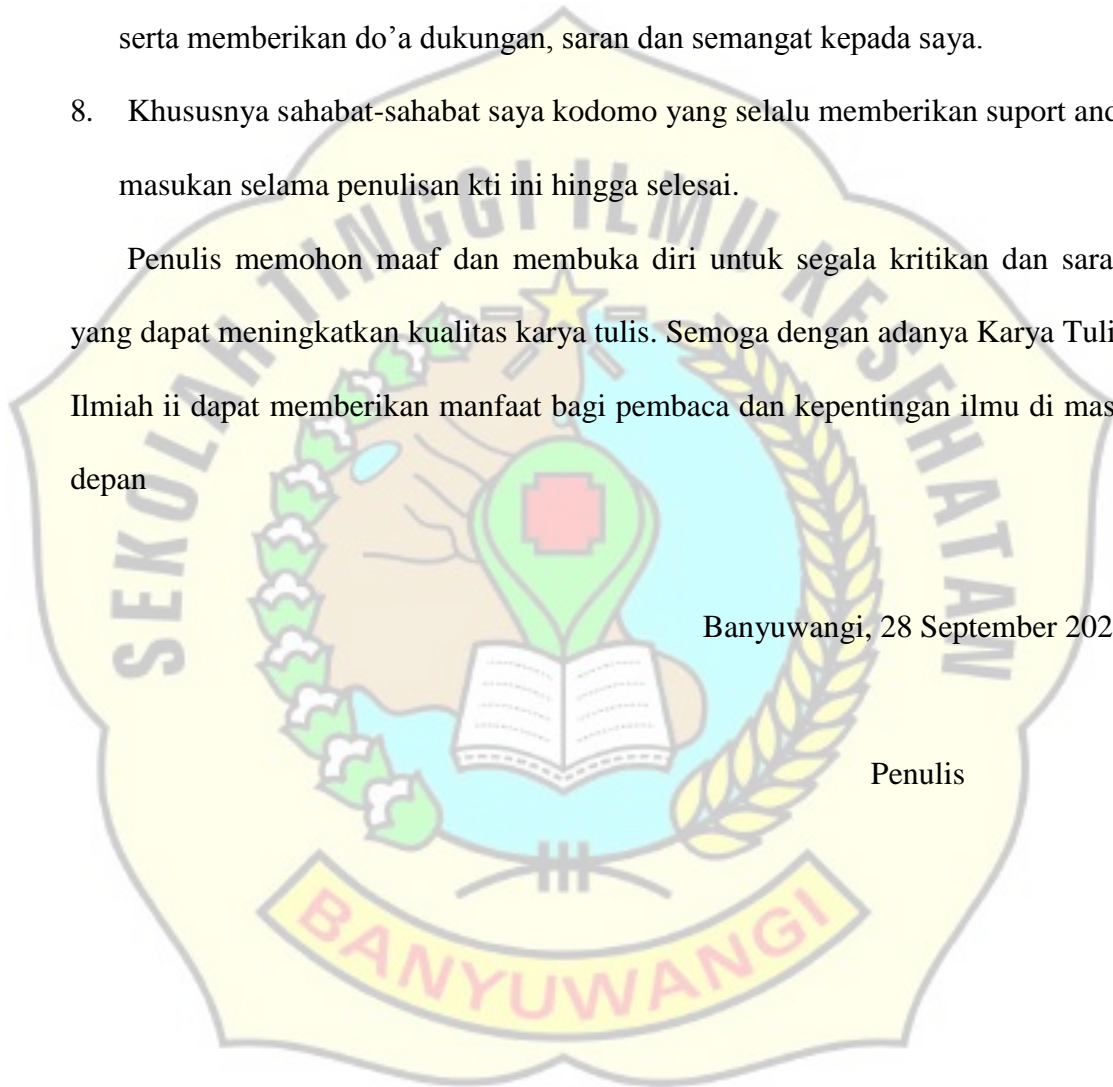 serta memberikan do’a dukungan, saran dan semangat kepada saya.
8. Khususnya sahabat-sahabat saya kodomo yang selalu memberikan suport and
masukan selama penulisan kti ini hingga selesai.
Penulis memohon maaf dan membuka diri untuk segala kritikan dan sara
yang dapat meningkatkan kualitas karya tulis. Semoga dengan adanya Karya Tuli
Ilmiah ii dapat memberikan manfaat bagi pembaca dan kepentingan ilmu di mas
depan
Banyuwangi, 28 September 202
Penulis
SEKOLAH TINGGI ILMU KESEHATAN
BANYUWANGI